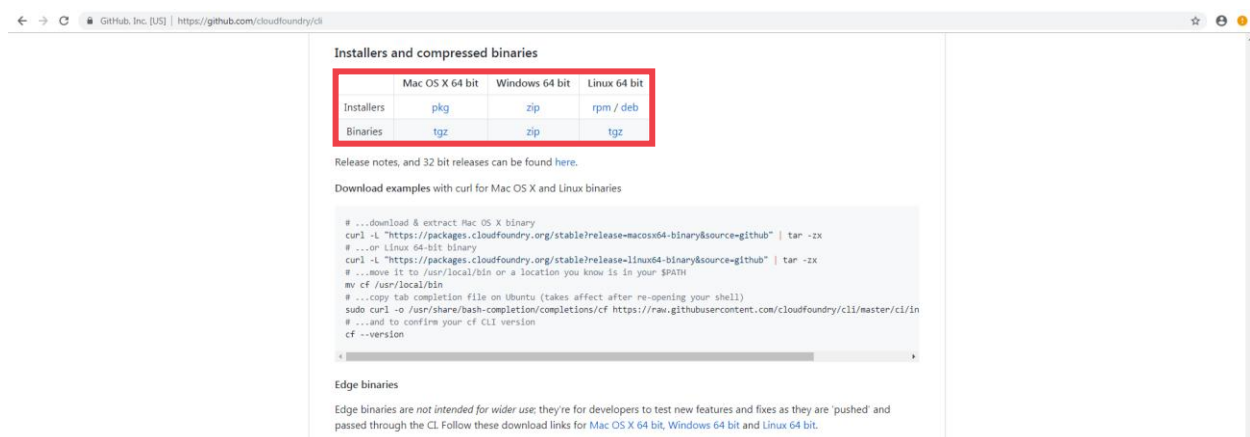 GitHub, Inc. [US] | https://github.com/cloudfoundry/cli
Installers and compressed binaries
Mac OS X 64 bit Windows 64 bit Linux 64 bit
Installers pkg zip rpm / deb
Binaries tgz zip tgz
Release notes, and 32 bit releases can be found here.
Download examples with curl for Mac OS X and Linux binaries
# ...download & extract Mac OS X binary
curl -L "https://packages.cloudfoundry.org/stable?release=macosx64-binary&source=github" | tar -zx
# ...or Linux 64-bit binary
curl -L "https://packages.cloudfoundry.org/stable?release=linux64-binary&source=github" | tar -zx
# ...move it to /usr/local/bin or a location you know is in your $PATH
mv cf /usr/local/bin
# ...copy tab completion file on Ubuntu (takes affect after re-opening your shell)
sudo curl -o /usr/share/bash-completion/completions/cf https://raw.githubusercontent.com/cloudfoundry/cli/master/ci/in
# ...and to confirm your cf CLI version
cf --version
Edge binaries
Edge binaries are not intended for wider use; they're for developers to test new features and fixes as they are 'pushed' and
passed through the CI. Follow these download links for Mac OS X 64 bit, Windows 64 bit and Linux 64 bit.